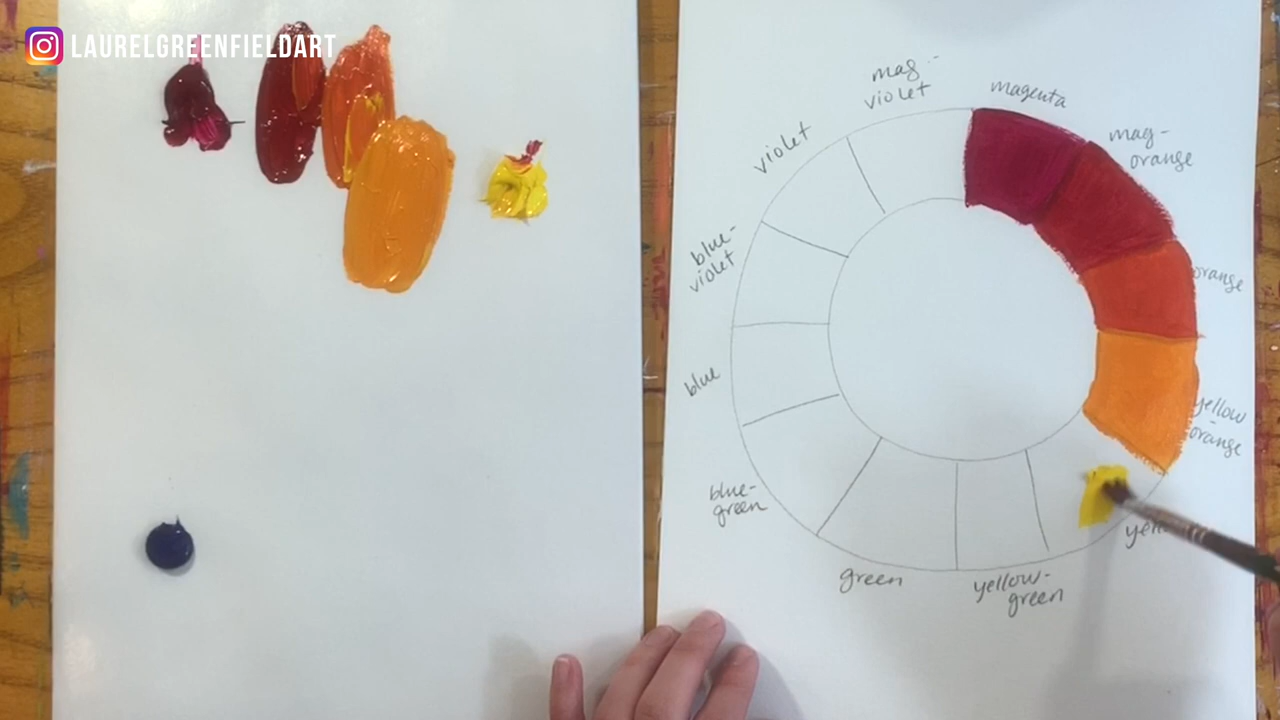 LAURELGREENFIELDART
mag-
violet
magenta
mag-
orange
violet
orange
blue-
violet
blue
yellow
-
orange
blue-
green
green
yellow-
green